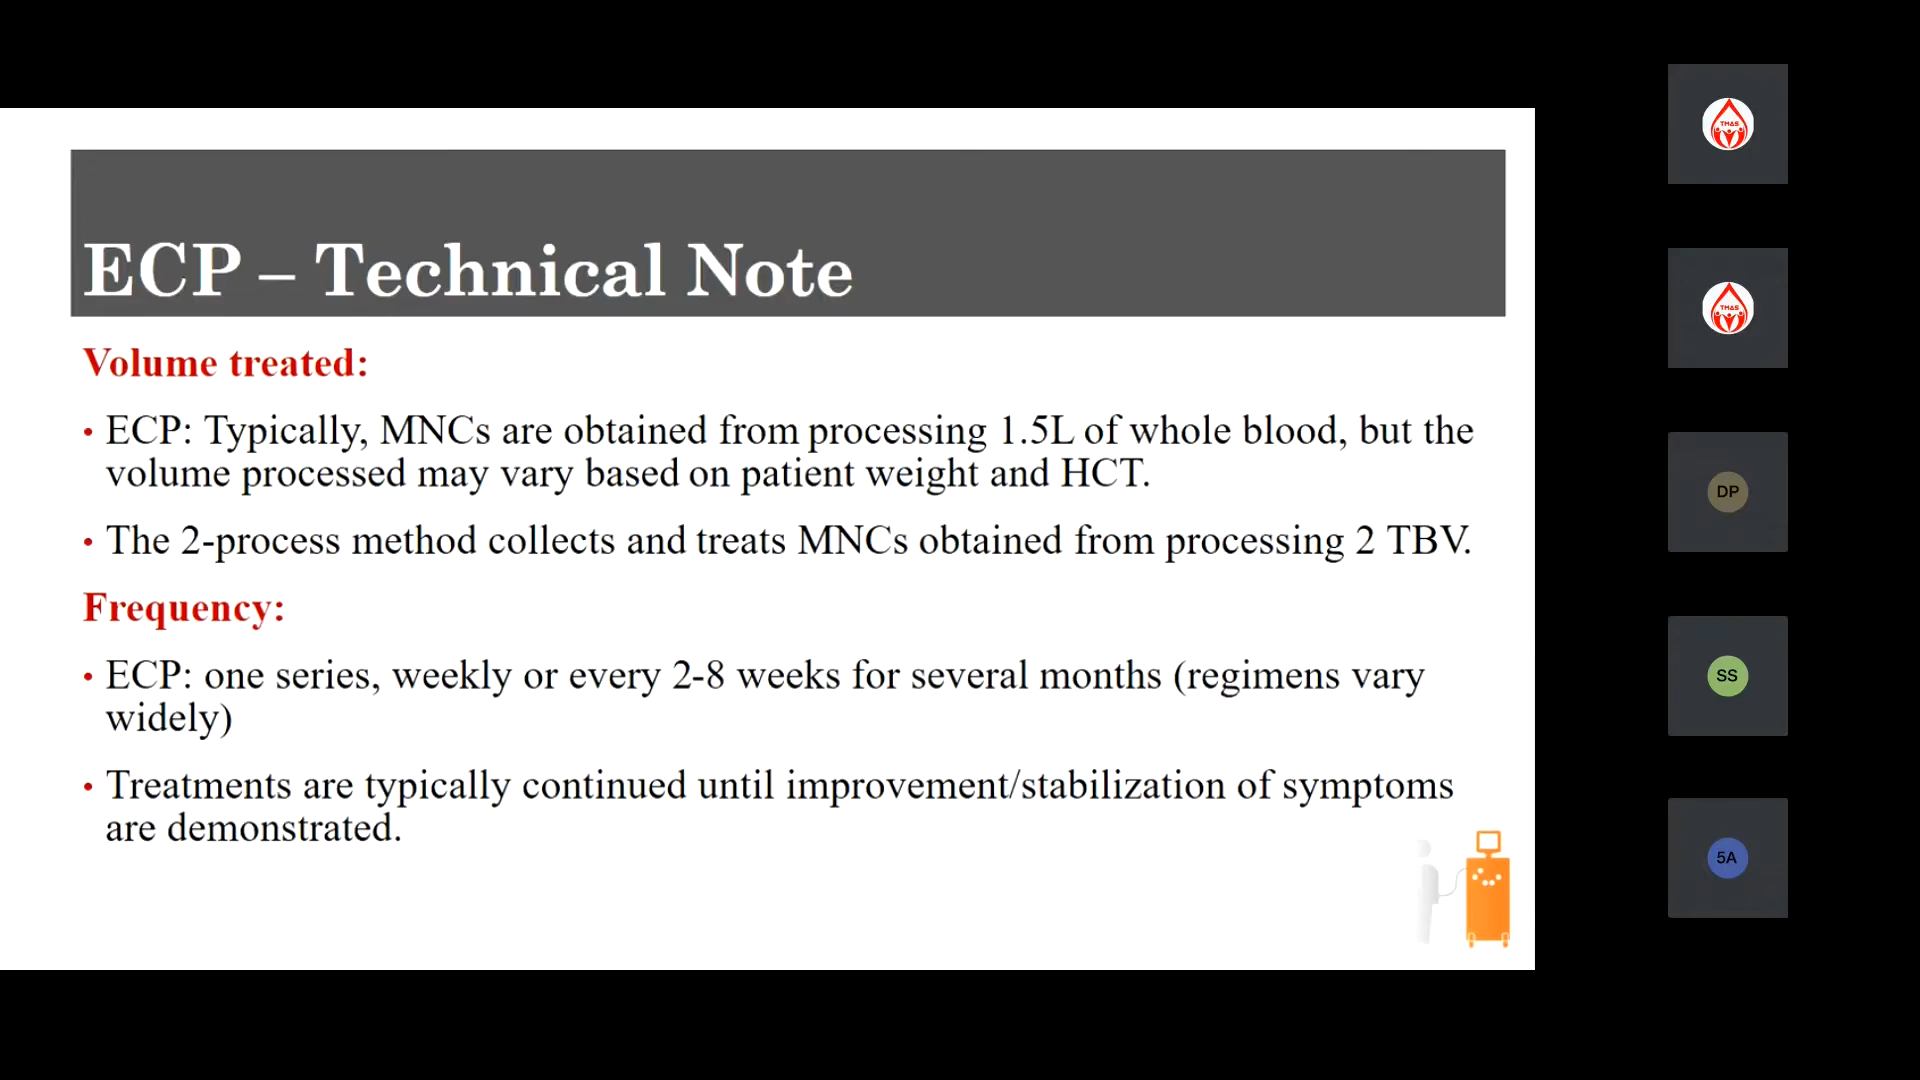 ECP – Technical Note
Volume treated:
• ECP: Typically, MNCs are obtained from processing 1.5L of whole blood, but the
volume processed may vary based on patient weight and HCT.
• The 2-process method collects and treats MNCs obtained from processing 2 TBV.
Frequency:
• ECP: one series, weekly or every 2-8 weeks for several months (regimens vary
widely)
• Treatments are typically continued until improvement/stabilization of symptoms
are demonstrated.
TMAS
TMAS
DP
SS
5A